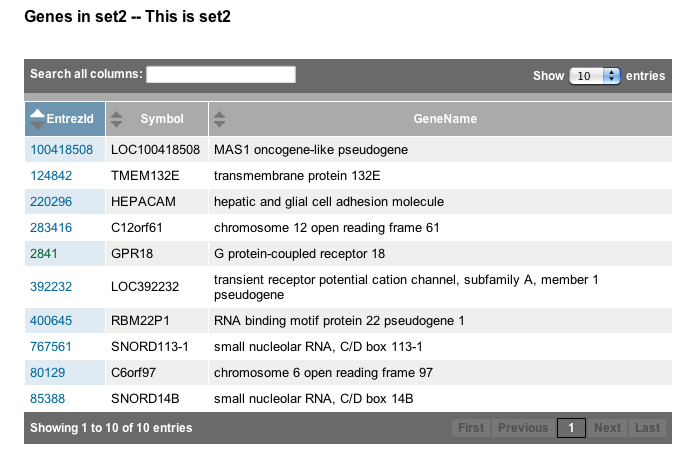 Genes in set2 -- This is set2
Search all columns: Show 10 entries
EntrezId Symbol GeneName
100418508 LOC100418508 MAS1 oncogene-like pseudogene
124842 TMEM132E transmembrane protein 132E
220296 HEPACAM hepatic and glial cell adhesion molecule
283416 C12orf61 chromosome 12 open reading frame 61
2841 GPR18 G protein-coupled receptor 18
392232 LOC392232 transient receptor potential cation channel, subfamily A, member 1
pseudogene
400645 RBM22P1 RNA binding motif protein 22 pseudogene 1
767561 SNORD113-1 small nucleolar RNA, C/D box 113-1
80129 C6orf97 chromosome 6 open reading frame 97
85388 SNORD14B small nucleolar RNA, C/D box 14B
Showing 1 to 10 of 10 entries First Previous 1 Next Last